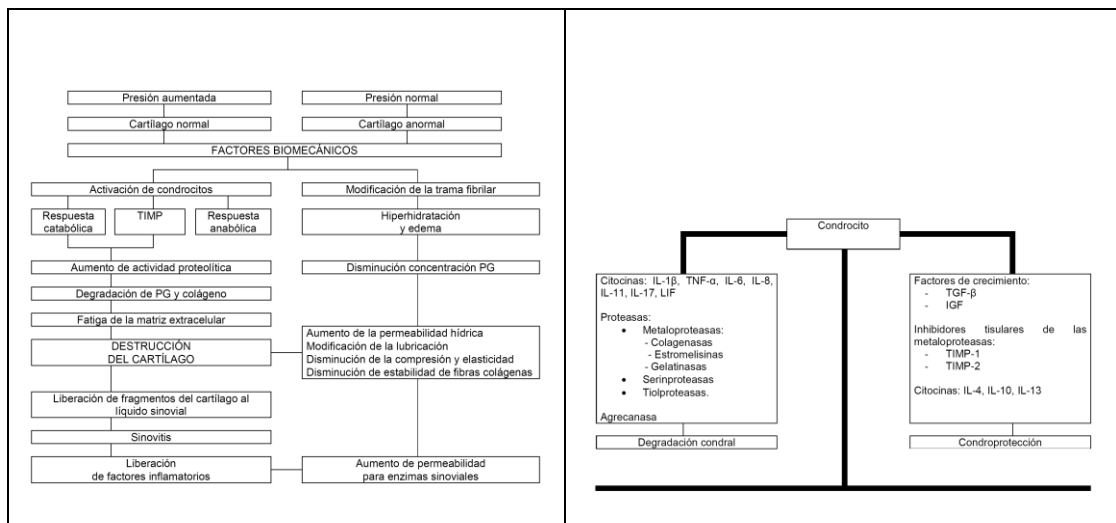 Presión aumentada
Presión normal
Cartílago normal
Cartílago anormal
FACTORES BIOMECÁNICOS
Activación de condrocitos
Modificación de la trama fibrilar
Respuesta
catabólica
TIMP
Respuesta
anabólica
Hiperhidratación
y edema
Aumento de actividad proteolítica
Disminución concentración PG
Degradación de PG y colágeno
Fatiga de la matriz extracelular
DESTRUCCIÓN
DEL CARTÍLAGO
Aumento de la permeabilidad hídrica
Modificación de la lubricación
Disminución de la compresión y elasticidad
Disminución de estabilidad de fibras colágenas
Liberación de fragmentos del cartílago al
líquido sinovial
Sinovitis
Liberación
de factores inflamatorios
Aumento de permeabilidad
para enzimas sinoviales
Condrocito
Citocinas: IL-1β, TNF-α, IL-6, IL-8,
IL-11, IL-17, LIF
Proteasas:
• Metaloproteasas:
- Colagenasas
- Estromelisinas
- Gelatinasas
• Serinproteasas
• Tiolproteasas.
Agrecanasa
Degradación condral
Factores de crecimiento:
- TGF-β
- IGF
Inhibidores tisulares de las
metaloproteasas:
- TIMP-1
- TIMP-2
Citocinas: IL-4, IL-10, IL-13
Condroprotección